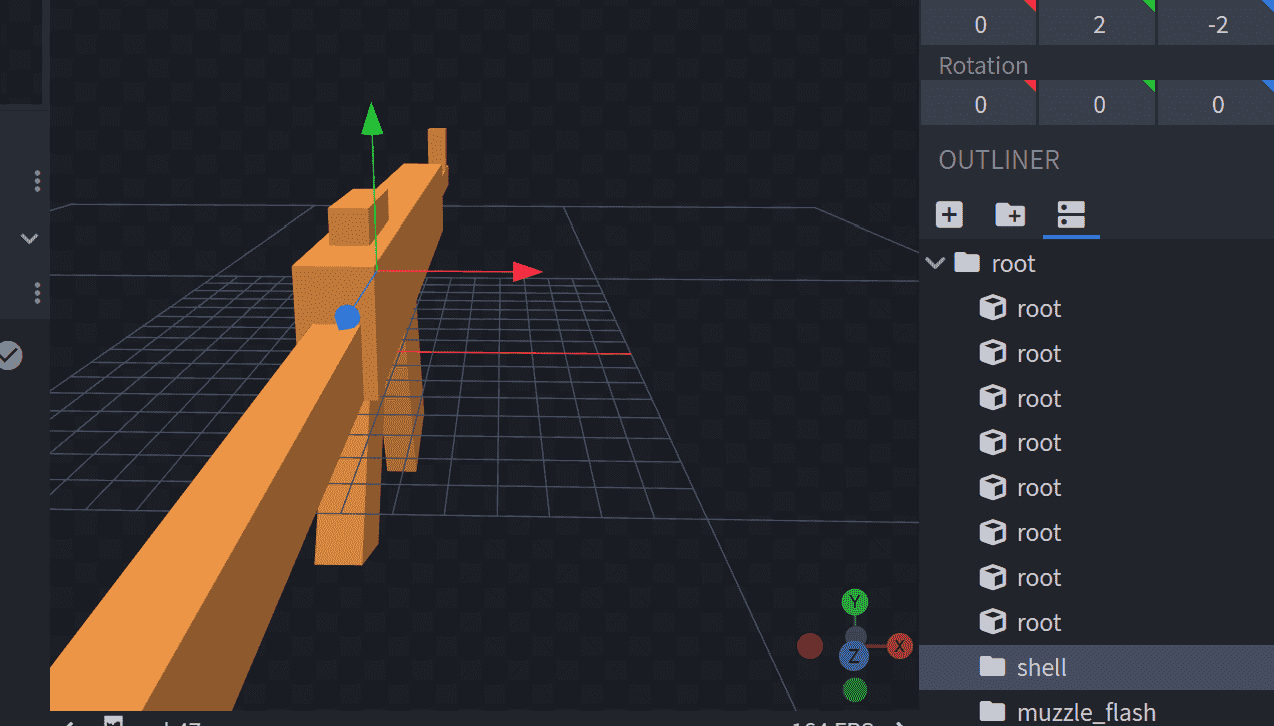 0 2 -2
Rotation
0 0 0
OUTLINER
root
root
root
root
root
root
root
root
root
shell
muzzle_flash
Y
X
Z